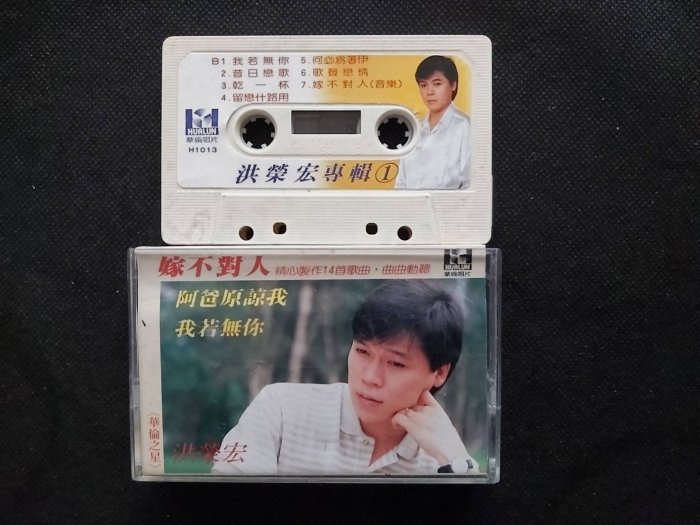 B1.我若無你 5.何必為著伊
2.昔日戀歌 6.歌聲戀情
3.乾一杯 7.嫁不對人(音樂)
4.留戀什路用
HUALUN
華倫唱片
H1013
洪榮宏專輯①
嫁不對人 精心製作14首歌曲·曲曲動聽
HUALUN
華倫唱片
阿爸原諒我
我若無你
〈華倫之星〉
洪榮宏